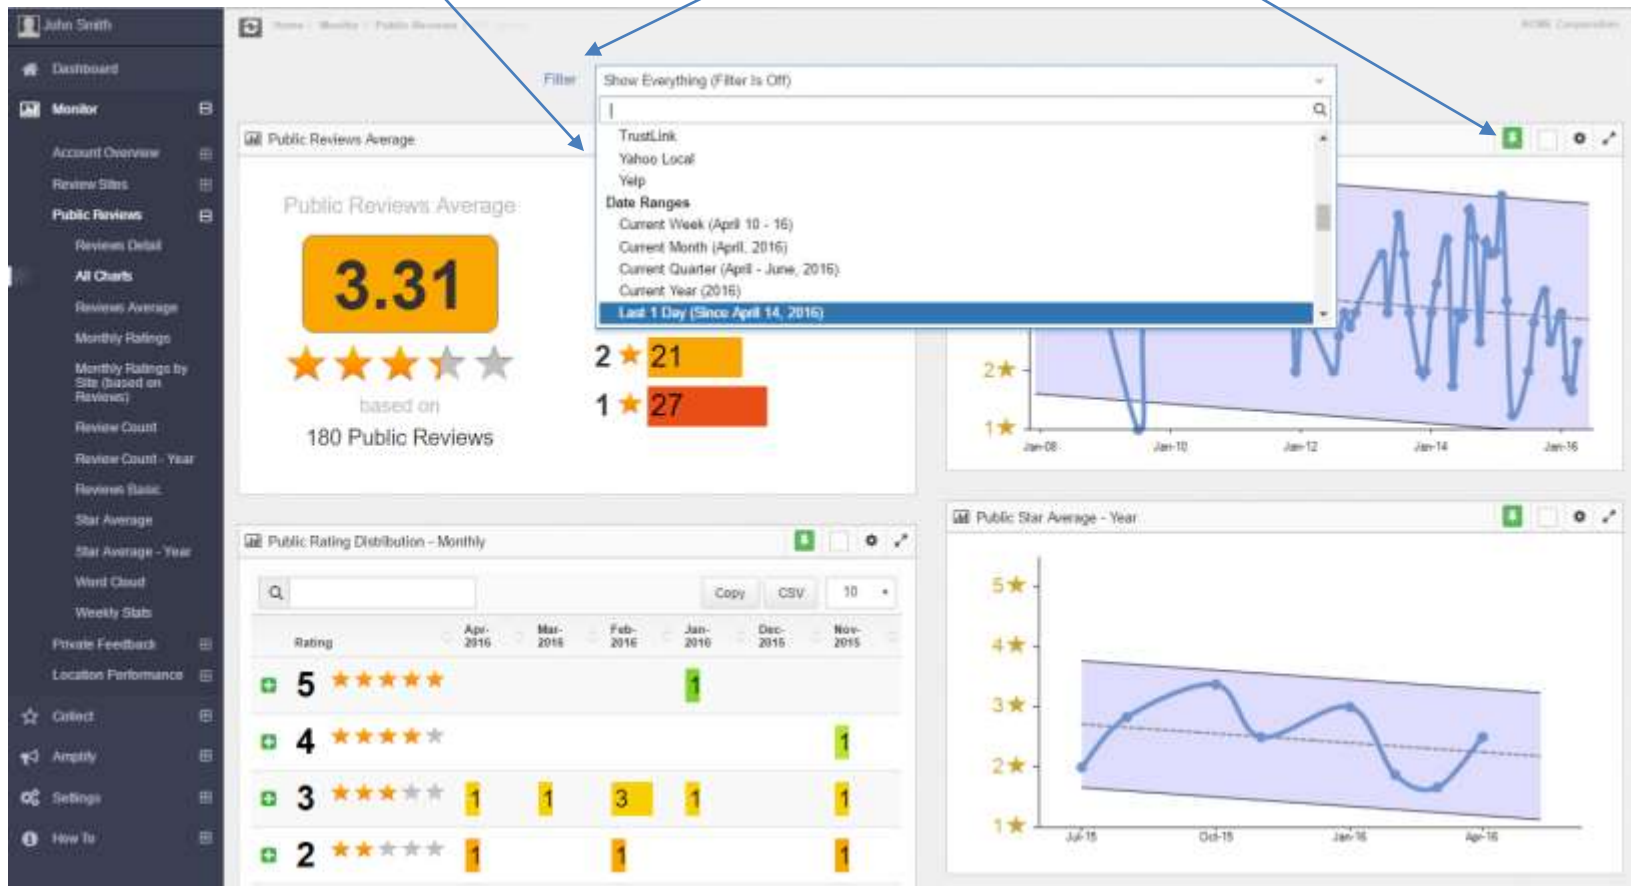 John Smith
Home / Monitor / Public Reviews
ACME Corporation
Dashboard
Monitor
Account Overview
Review Sites
Public Reviews
Reviews Detail
All Charts
Reviews Average
Monthly Ratings
Monthly Ratings by
Site (based on
Reviews)
Review Count
Review Count - Year
Reviews Basic
Star Average
Star Average - Year
Word Cloud
Weekly Stats
Private Feedback
Location Performance
Collect
Amplify
Settings
How To
Filter
Show Everything (Filter Is Off)
TrustLink
Yahoo Local
Yelp
Date Ranges
Current Week (April 10 - 16)
Current Month (April, 2016)
Current Quarter (April - June, 2016)
Current Year (2016)
Last 1 Day (Since April 14, 2016)
Public Reviews Average
Public Reviews Average
3.31
based on
180 Public Reviews
2 21
1 27
2
1
Jan-08 Jan-10 Jan-12 Jan-14 Jan-16
Public Rating Distribution - Monthly
Copy CSV 10
Rating Apr-2016 Mar-2016 Feb-2016 Jan-2016 Dec-2015 Nov-2015
5 1
4 1
3 1 1 3 1 1
2 1 1 1
Public Star Average - Year
5
4
3
2
1
Jul-15 Oct-15 Jan-16 Apr-16